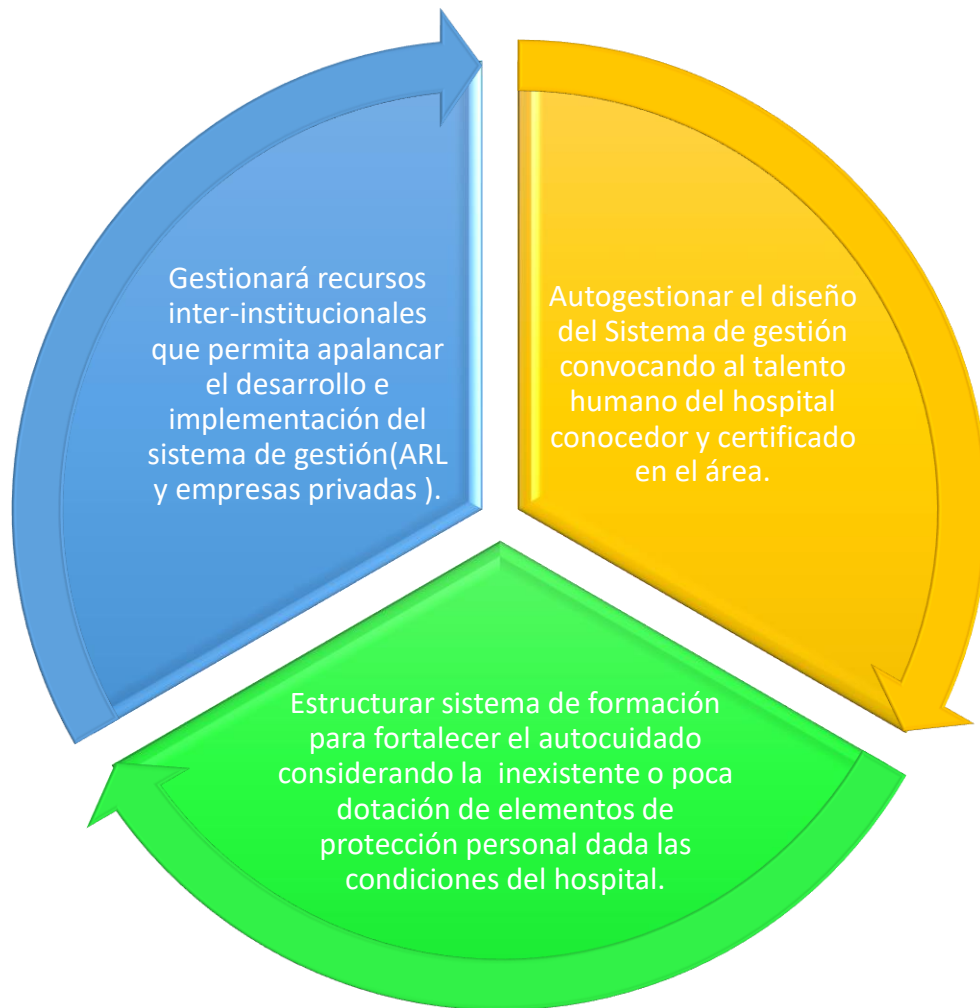 Gestionará recursos
inter-institucionales
que permita apalancar
el desarrollo e
implementación del
sistema de gestión(ARL
y empresas privadas ).
Autogestionar el diseño
del Sistema de gestión
convocando al talento
humano del hospital
conocedor y certificado
en el área.
Estructurar sistema de formación
para fortalecer el autocuidado
considerando la  inexistente o poca
dotación de elementos de
protección personal dada las
condiciones del hospital.